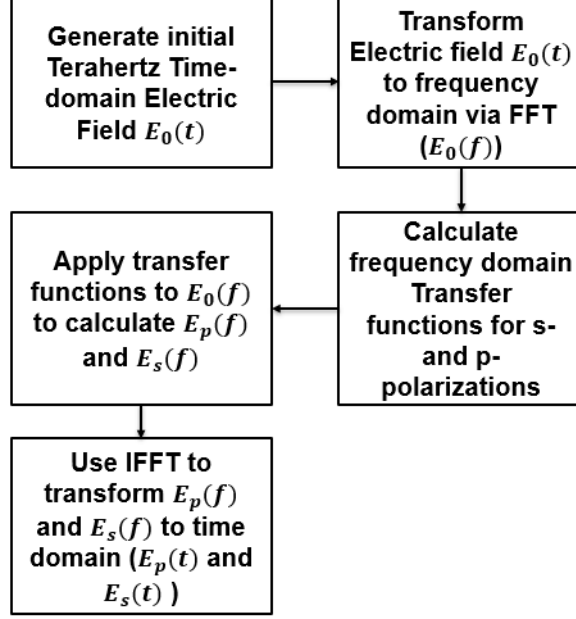 Generate initial
Terahertz Time-
domain Electric
Field E₀(t)
Transform
Electric field E₀(t)
to frequency
domain via FFT
(E₀(f))
Calculate
frequency domain
Transfer
functions for s-
and p-
polarizations
Apply transfer
functions to E₀(f)
to calculate Eₚ(f)
and Eₛ(f)
Use IFFT to
transform Eₚ(f)
and Eₛ(f) to time
domain (Eₚ(t) and
Eₛ(t) )